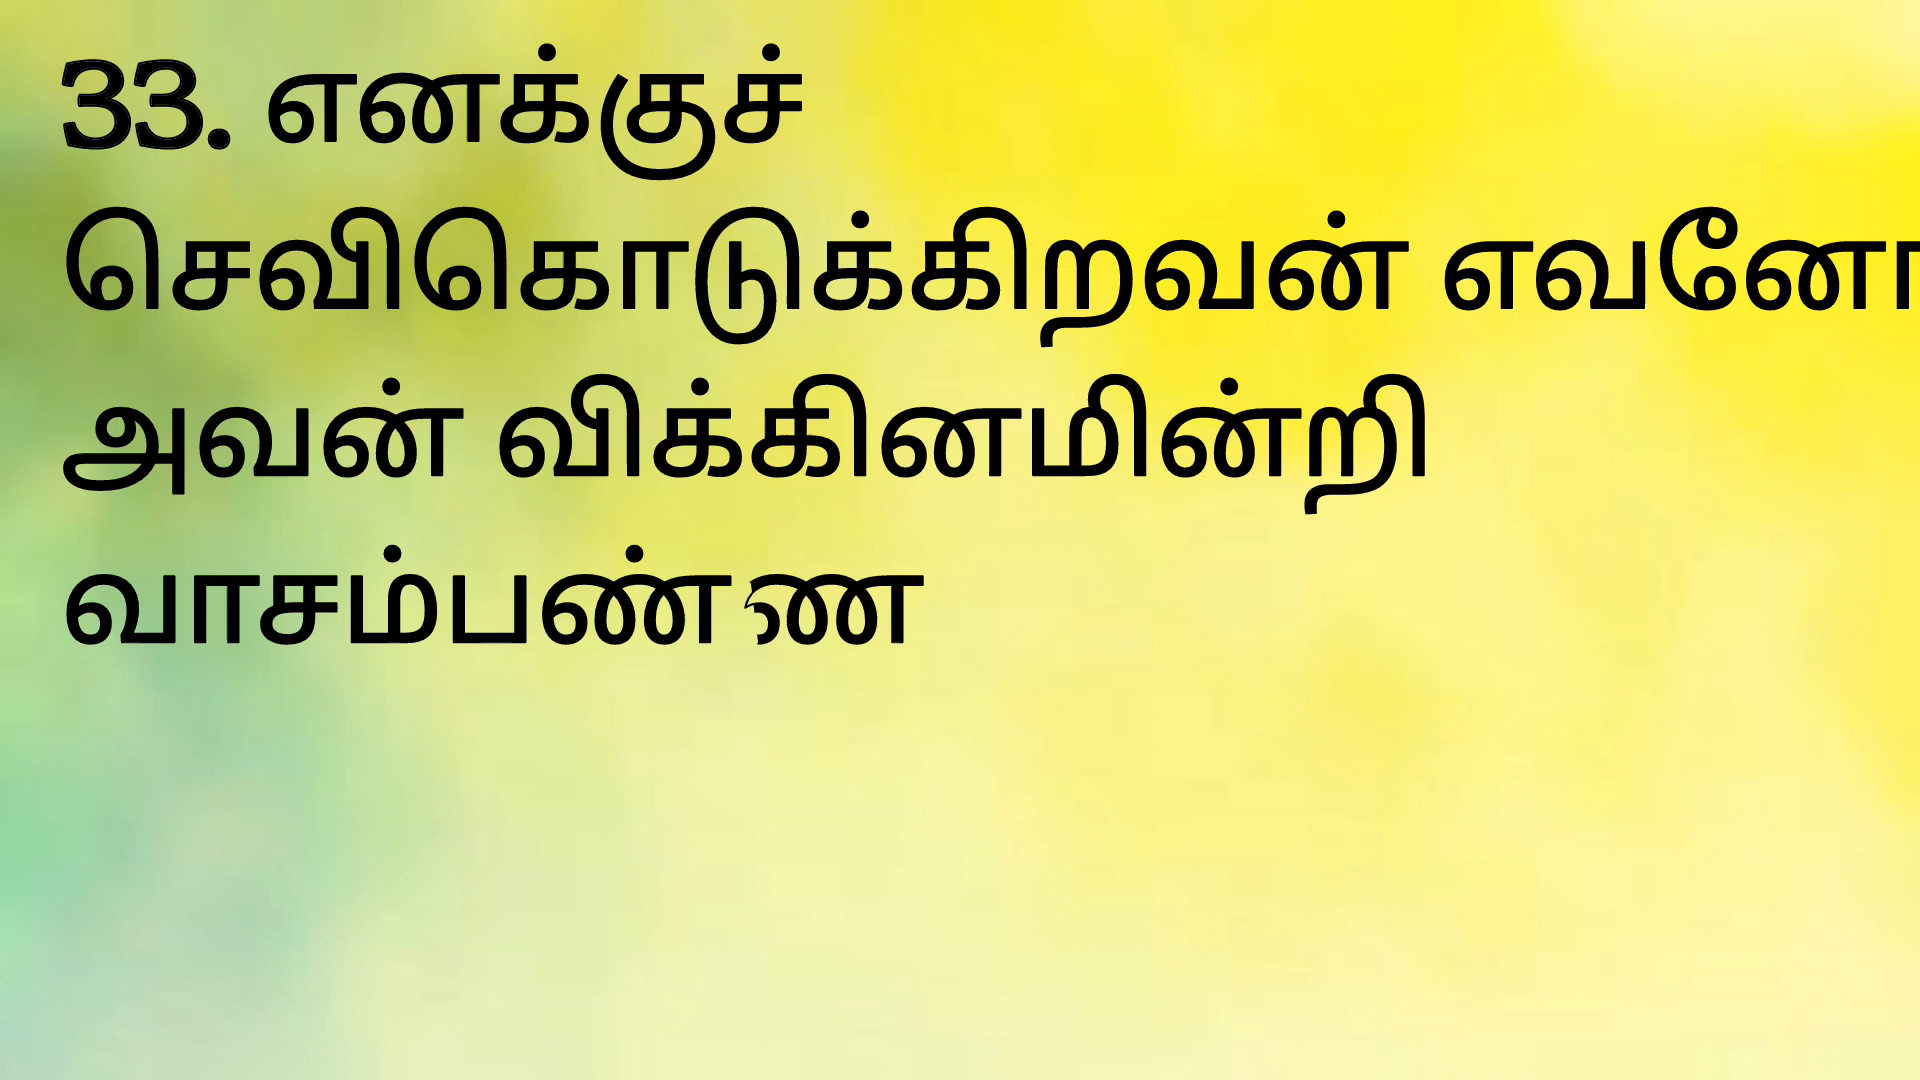 33. எனக்குச்
செவிகொடுக்கிறவன் எவனோ
அவன் விக்கினமின்றி
வாசம்பண்ண